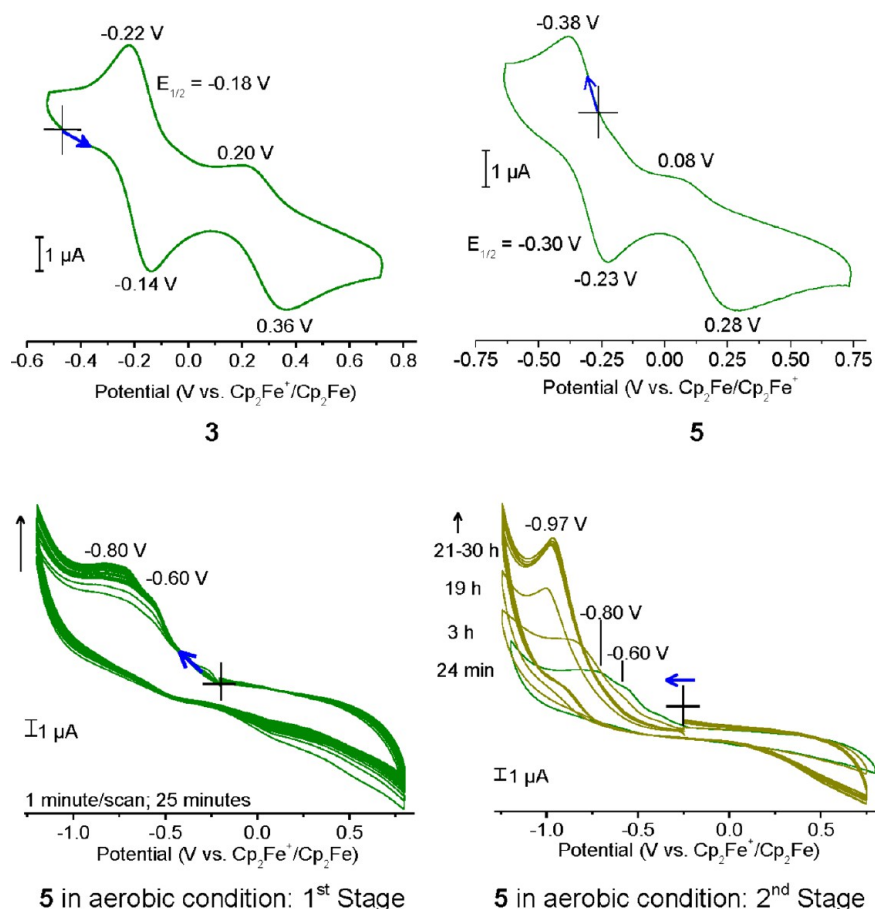 -0.22 V
E1/2 = -0.18 V
0.20 V
1 µA
-0.14 V
0.36 V
-0.6 -0.4 -0.2 0.0 0.2 0.4 0.6 0.8
Potential (V vs. Cp2Fe+/Cp2Fe)
3
-0.38 V
1 µA
0.08 V
E1/2 = -0.30 V
-0.23 V
0.28 V
-0.75 -0.50 -0.25 0.00 0.25 0.50 0.75
Potential (V vs. Cp2Fe/Cp2Fe+
5
-0.80 V
-0.60 V
1 µA
1 minute/scan; 25 minutes
-1.0 -0.5 0.0 0.5
Potential (V vs. Cp2Fe+/Cp2Fe)
5 in aerobic condition: 1st Stage
-0.97 V
21-30 h
19 h
-0.80 V
3 h
-0.60 V
24 min
1 µA
-1.0 -0.5 0.0 0.5
Potential (V vs. Cp2Fe+/Cp2Fe)
5 in aerobic condition: 2nd Stage